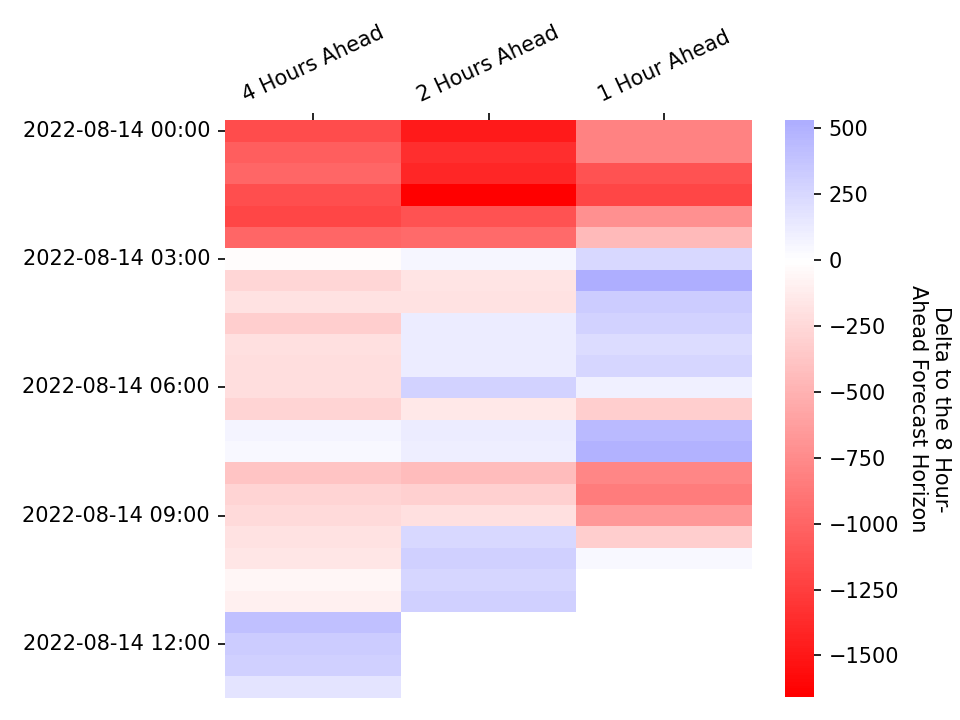 4 Hours Ahead
2 Hours Ahead
1 Hour Ahead
2022-08-14 00:00
2022-08-14 03:00
2022-08-14 06:00
2022-08-14 09:00
2022-08-14 12:00
500
250
0
−250
−500
−750
−1000
−1250
−1500
Delta to the 8 Hour-
Ahead Forecast Horizon